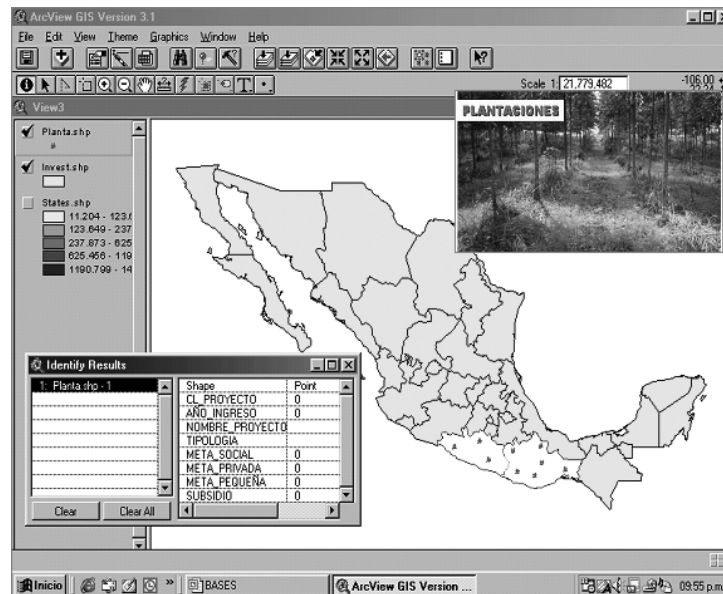 ArcView GIS Version 3.1
File Edit View Theme Graphics Window Help
Scale 1: 21,779,482
-106.00
View3
PLANTACIONES
Planta.shp
Invest.shp
States.shp
11.204 - 123.
123.649 - 237
237.873 - 625
625.456 - 119
1190.799 - 14
Identify Results
1: Planta.shp - 1
Shape Point
CL_PROYECTO 0
AÑO_INGRESO 0
NOMBRE_PROYECTO
TIPOLOGIA
META_SOCIAL 0
META_PRIVADA 0
META_PEQUEÑA 0
SUBSIDIO 0
Clear Clear All
Inicio
BASES
ArcView GIS Version ...
09:55 p.m.